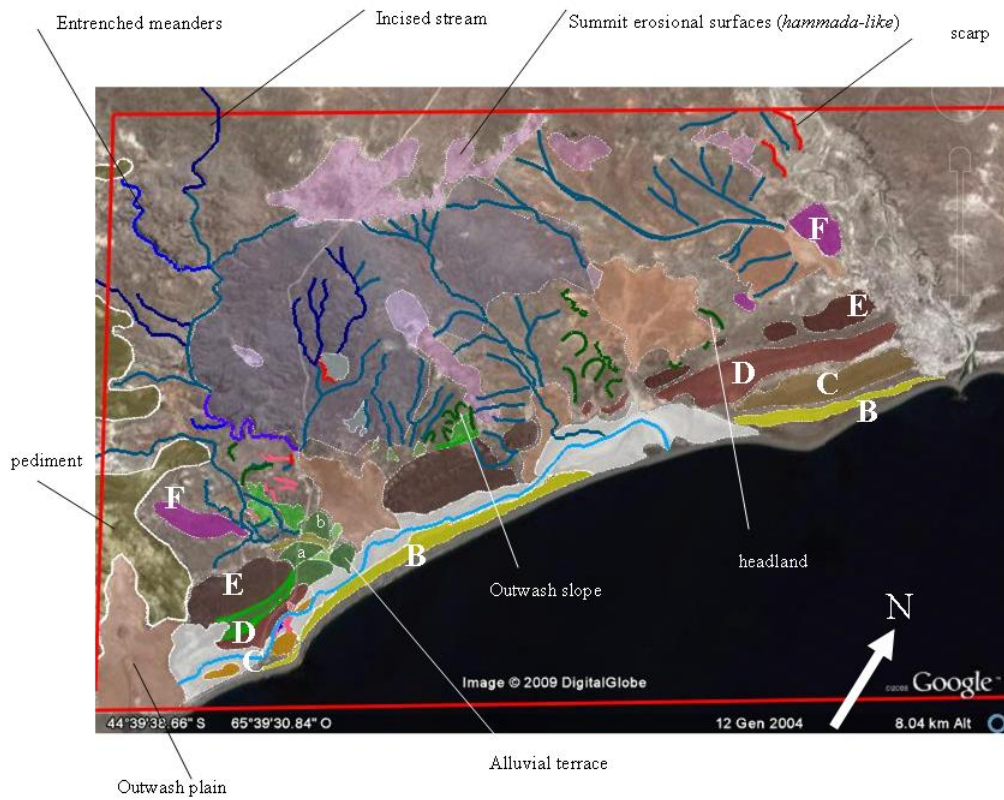 Entrenched meanders
Incised stream
Summit erosional surfaces (hammada-like)
scarp
F
E
D
C
B
pediment
F
b
a
E
B
D
C
Outwash slope
headland
N
Image © 2009 DigitalGlobe
Google
44°39'38.66" S 65°39'30.84" O 12 Gen 2004 8.04 km Alt
Alluvial terrace
Outwash plain